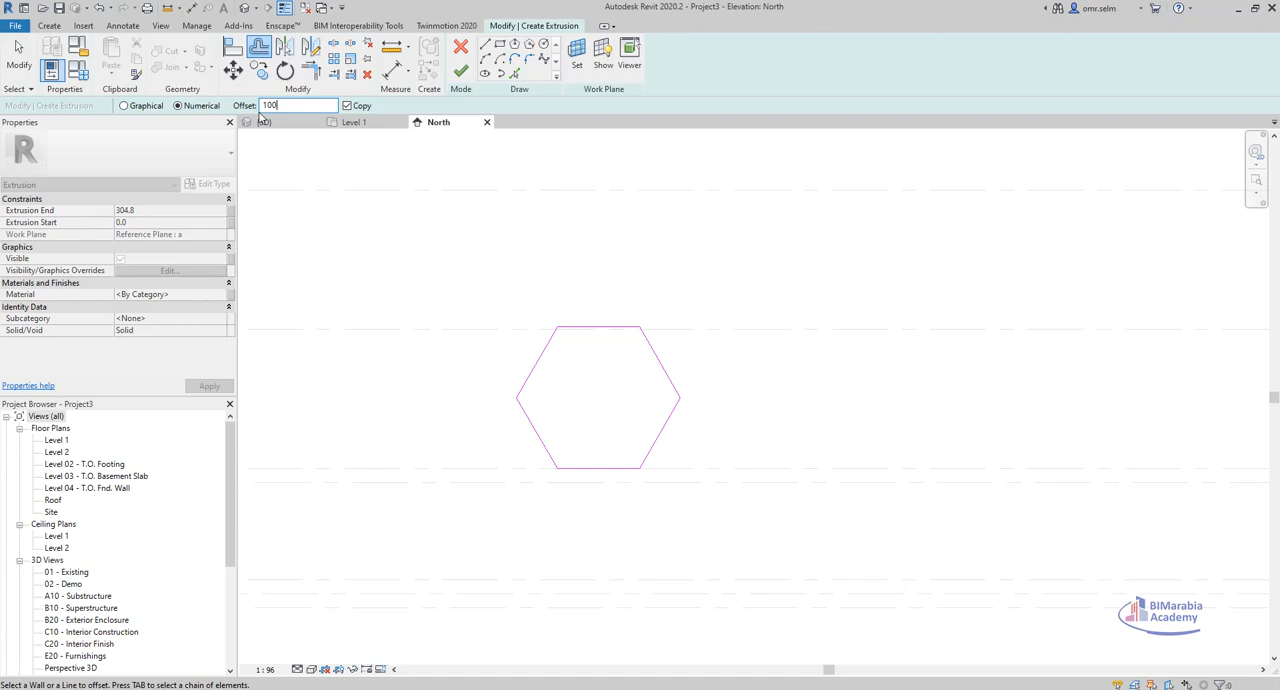 Autodesk Revit 2020.2 - Project3 - Elevation: North
omr.selm
File Create Insert Annotate View Manage Add-Ins Enscape™ BIM Interoperability Tools Twinmotion 2020 Modify | Create Extrusion
Modify
Paste
Cut
Join
Set Show Viewer
Select Properties Clipboard Geometry Modify Measure Create Mode Draw Work Plane
Modify | Create Extrusion Graphical Numerical Offset: 100 Copy
Properties
Level 1
North
Extrusion
Edit Type
Constraints
Extrusion End 304.8
Extrusion Start 0.0
Work Plane Reference Plane : a
Graphics
Visible
Visibility/Graphics Overrides Edit...
Materials and Finishes
Material <By Category>
Identity Data
Subcategory <None>
Solid/Void Solid
Properties help
Apply
Project Browser - Project3
Views (all)
Floor Plans
Level 1
Level 2
Level 02 - T.O. Footing
Level 03 - T.O. Basement Slab
Level 04 - T.O. Fnd. Wall
Roof
Site
Ceiling Plans
Level 1
Level 2
3D Views
01 - Existing
02 - Demo
A10 - Substructure
B10 - Superstructure
B20 - Exterior Enclosure
C10 - Interior Construction
C20 - Interior Finish
E20 - Furnishings
Perspective 3D
BIMarabia
Academy
1 : 96
Select a Wall or a Line to offset. Press TAB to select a chain of elements.
:0